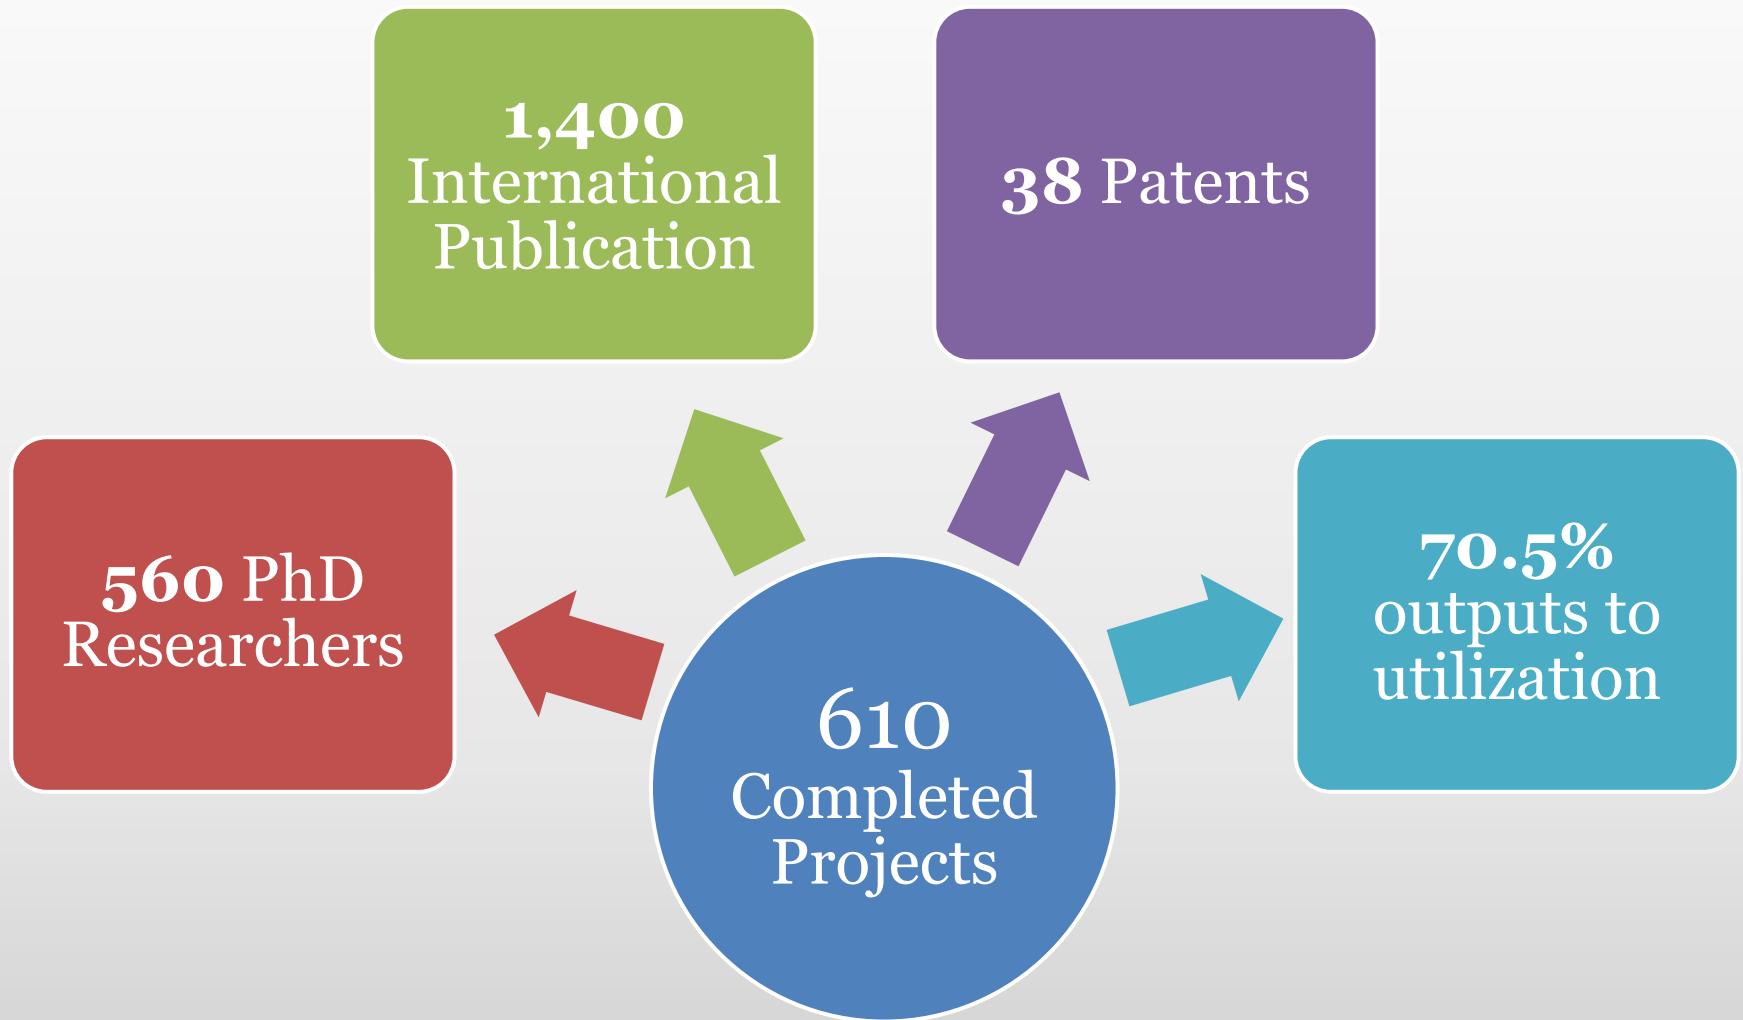 1,400
International
Publication
38 Patents
560 PhD
Researchers
70.5%
outputs to
utilization
610
Completed
Projects